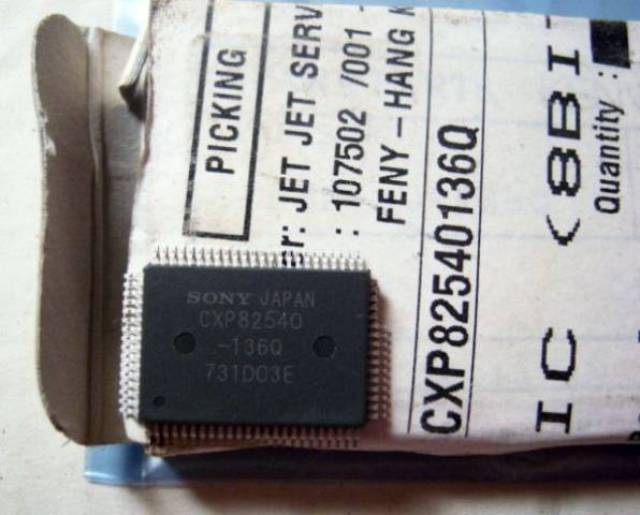 PICKING
r: JET JET SERV
: 107502 /001
FENY-HANG
CXP82540136Q
IC (8BI
Quantity :
SONY JAPAN
CXP82540
-136Q
731D03E